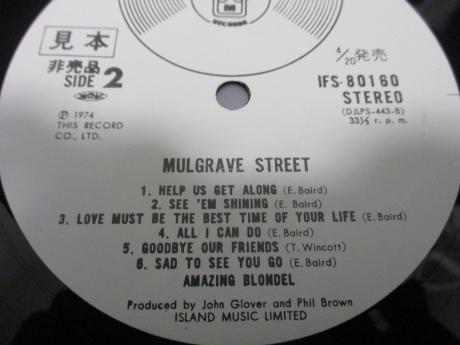 RECORDS
見本
非売品
SIDE 2
℗ 1974
THIS RECORD
CO., LTD.
4/20発売
IFS-80160
STEREO
(DJLPS-443-B)
33⅓ r. p. m.
MULGRAVE STREET
1. HELP US GET ALONG (E. Baird)
2. SEE 'EM SHINING (E. Baird)
3. LOVE MUST BE THE BEST TIME OF YOUR LIFE (E. Baird)
4. ALL I CAN DO (E. Baird)
5. GOODBYE OUR FRIENDS (T. Wincott)
6. SAD TO SEE YOU GO (E. Baird)
AMAZING BLONDEL
Produced by John Glover and Phil Brown
ISLAND MUSIC LIMITED